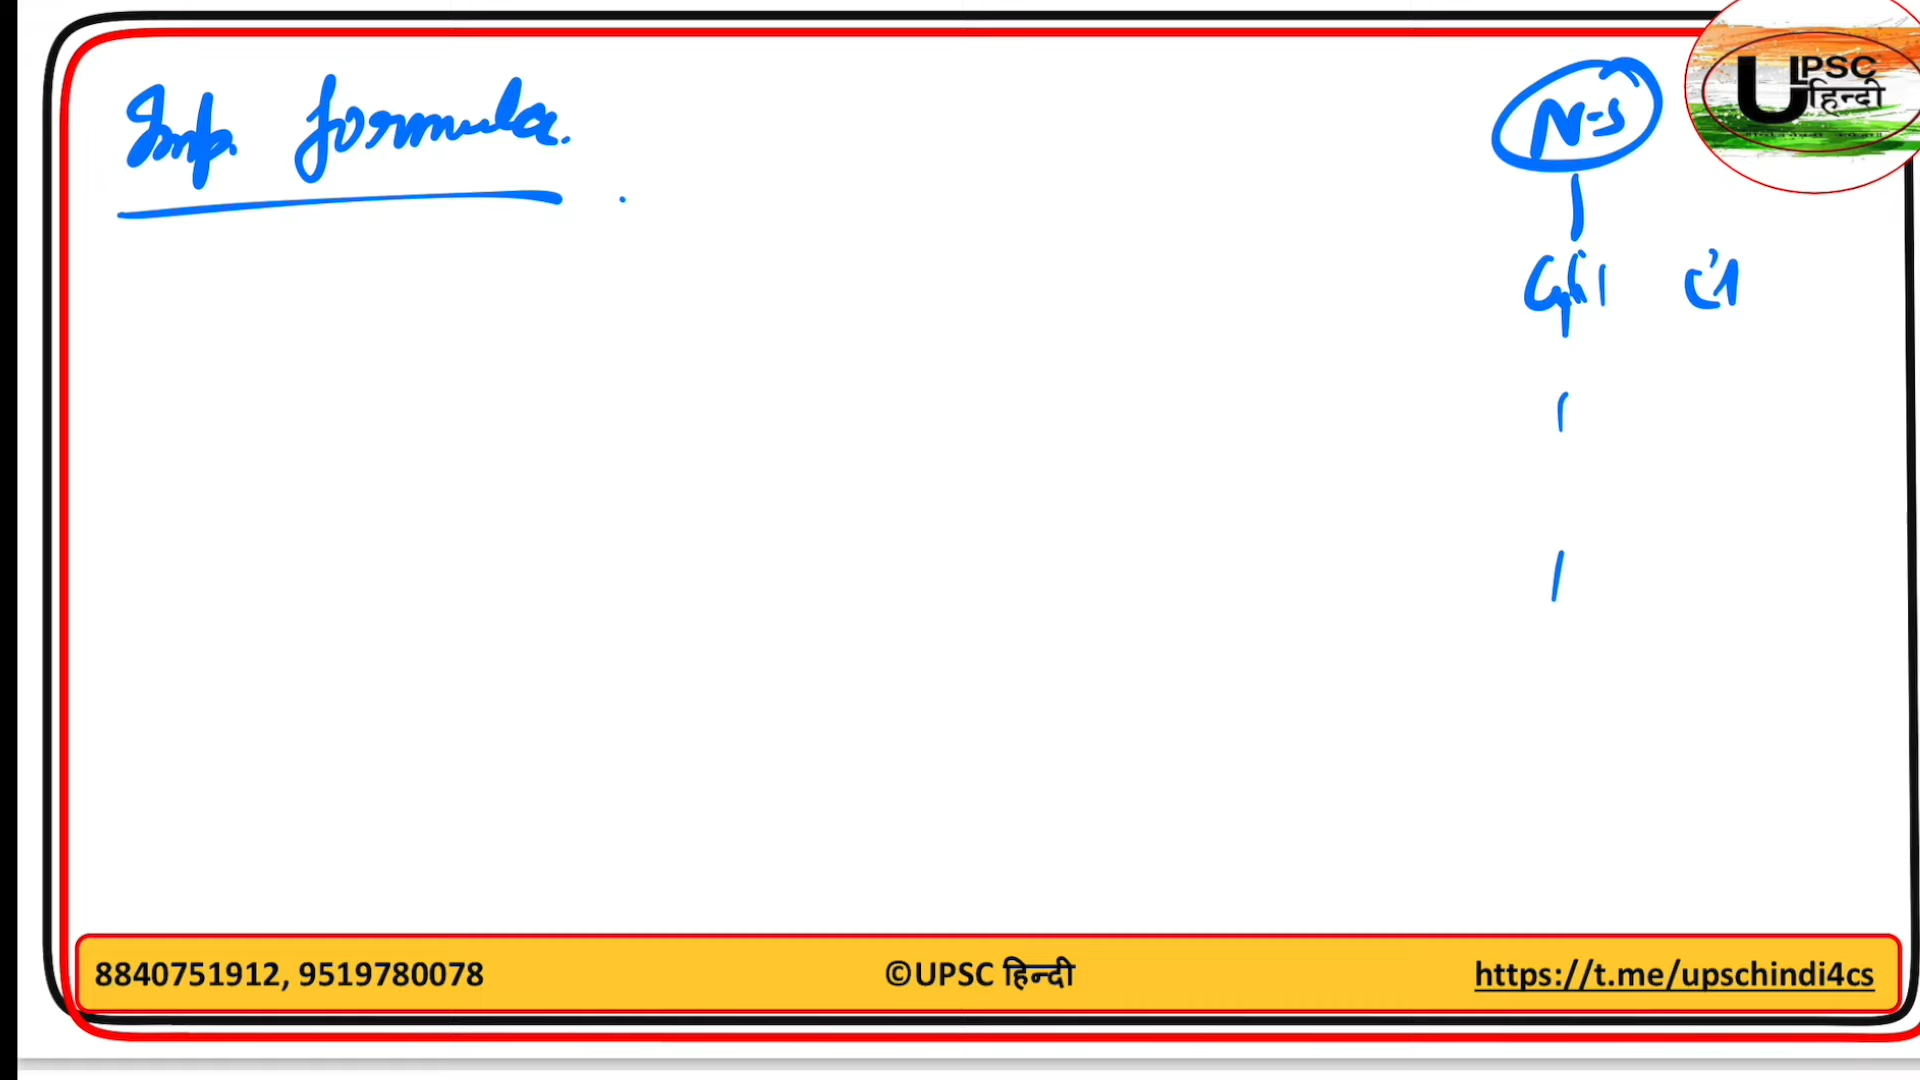 Imp. formula.
N-S
UPSC
हिन्दी
8840751912, 9519780078
©UPSC हिन्दी
https://t.me/upschindi4cs